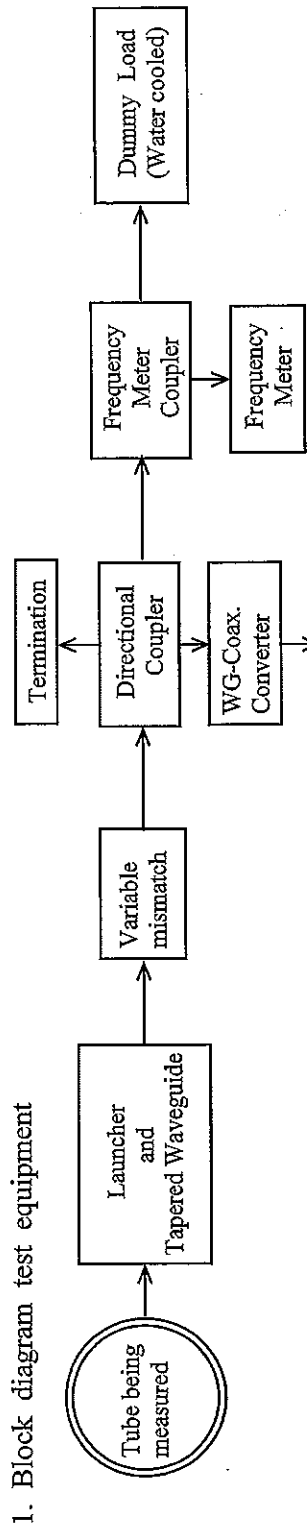 1. Block diagram test equipment
Tube being
measured
Launcher
and
Tapered Waveguide
Variable
mismatch
Termination
Directional
Coupler
WG-Coax.
Converter
Frequency
Meter
Coupler
Frequency
Meter
Dummy Load
(Water cooled)